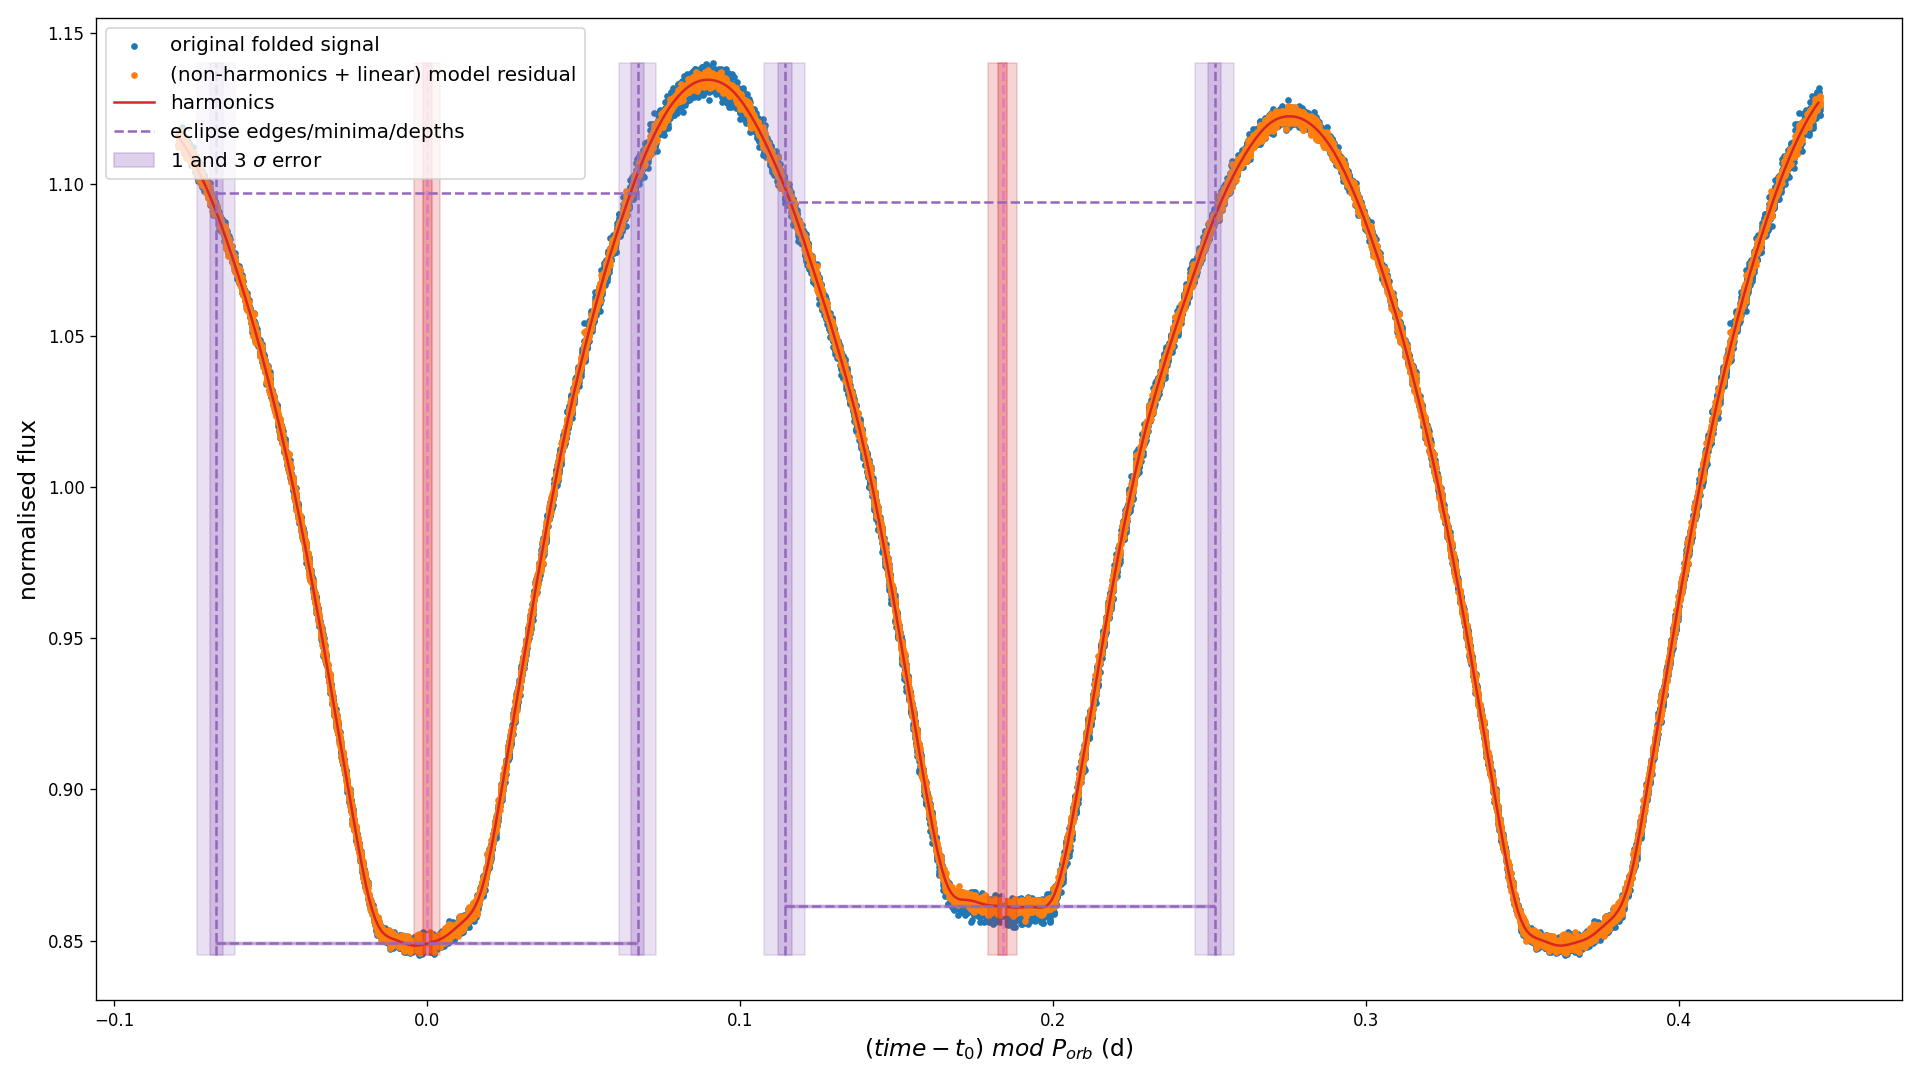 original folded signal
(non-harmonics + linear) model residual
harmonics
eclipse edges/minima/depths
1 and 3 σ error
normalised flux
1.15
1.10
1.05
1.00
0.95
0.90
0.85
−0.1
0.0
0.1
0.2
0.3
0.4
(time − t₀) mod P_orb (d)